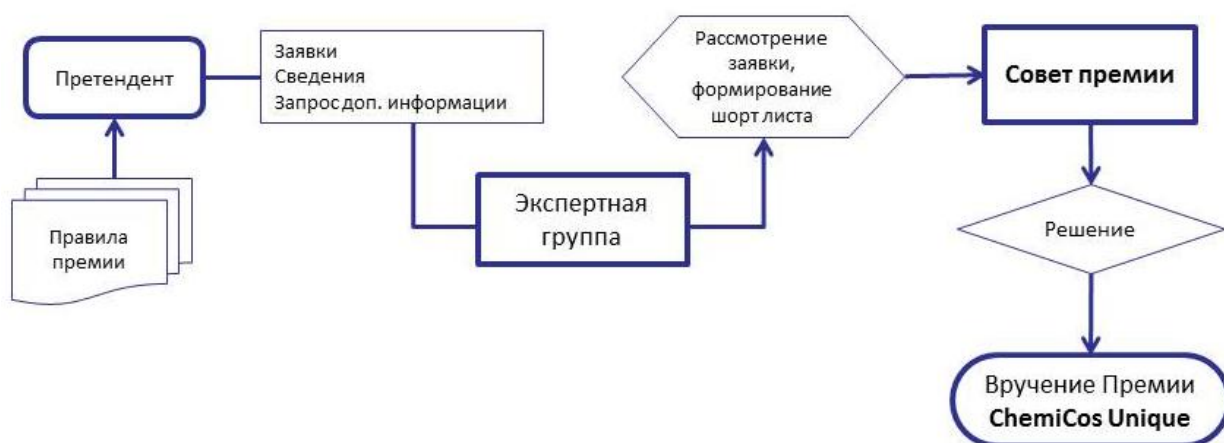 Претендент
Заявки
Сведения
Запрос доп. информации
Рассмотрение
заявки,
формирование
шорт листа
Совет премии
Правила
премии
Экспертная
группа
Решение
Вручение Премии
ChemiCos Unique